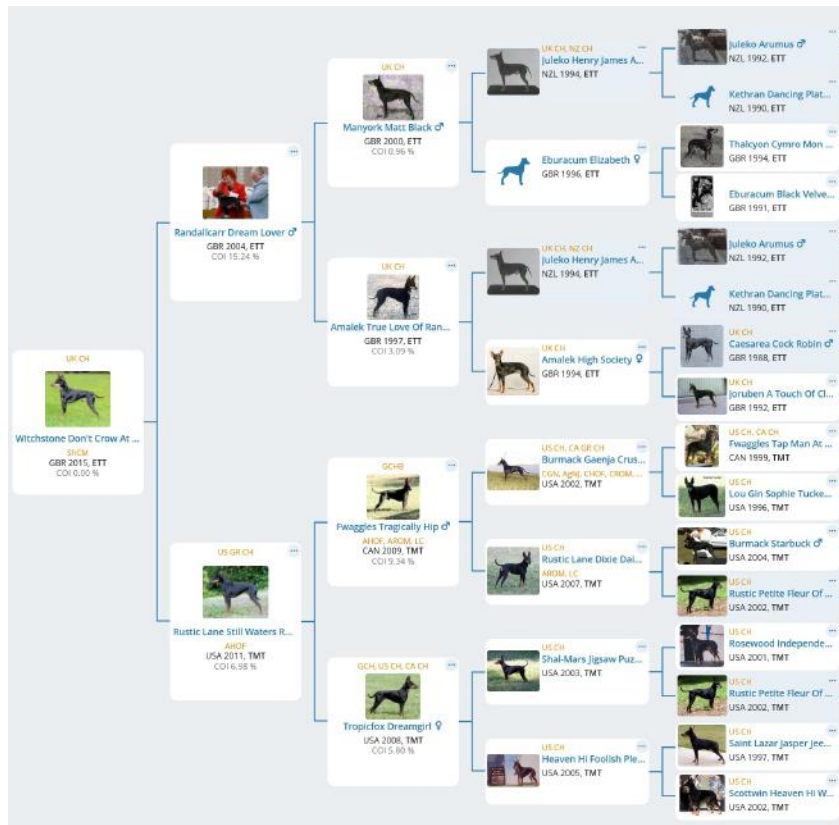 UK CH
Witchstone Don't Crow At ...
ShCM
GBR 2015, ETT
COI 0.00 %
Randallcarr Dream Lover ♂
GBR 2004, ETT
COI 15.24 %
US GR CH
Rustic Lane Still Waters R...
AHOF
USA 2011, TMT
COI 6.98 %
UK CH
Manyork Matt Black ♂
GBR 2000, ETT
COI 0.96 %
UK CH
Amalek True Love Of Ran...
GBR 1997, ETT
COI 3.09 %
GCHB
Fwaggles Tragically Hip ♂
AHOF, AROM, LC
CAN 2009, TMT
COI 9.34 %
GCH, US CH, CA CH
Tropicfox Dreamgirl ♀
USA 2008, TMT
COI 5.80 %
UK CH, NZ CH
Juleko Henry James A...
NZL 1994, ETT
Eburacum Elizabeth ♀
GBR 1996, ETT
UK CH, NZ CH
Juleko Henry James A...
NZL 1994, ETT
UK CH
Amalek High Society ♀
GBR 1994, ETT
US CH, CA GR CH
Burmack Gaenja Crus...
CGN, AgNJ, CHOF, CROM, ...
USA 2002, TMT
US CH
Rustic Lane Dixie Dai...
AROM, LC
USA 2007, TMT
US CH
Shal-Mars Jigsaw Puz...
USA 2003, TMT
US CH
Heaven Hi Foolish Ple...
USA 2005, TMT
Juleko Arumus ♂
NZL 1992, ETT
Kethran Dancing Plat...
NZL 1990, ETT
Thalcyon Cymro Mon ...
GBR 1994, ETT
Eburacum Black Velve...
GBR 1991, ETT
Juleko Arumus ♂
NZL 1992, ETT
Kethran Dancing Plat...
NZL 1990, ETT
UK CH
Caesarea Cock Robin ♂
GBR 1988, ETT
UK CH
Joruben A Touch Of Cl...
GBR 1992, ETT
US CH, CA CH
Fwaggles Tap Man At ...
CAN 1999, TMT
US CH
Lou Gin Sophie Tucke...
USA 1996, TMT
US CH
Burmack Starbuck ♂
USA 2004, TMT
US CH
Rustic Petite Fleur Of ...
USA 2002, TMT
US CH
Rosewood Independe...
USA 2001, TMT
US CH
Rustic Petite Fleur Of ...
USA 2002, TMT
US CH
Saint Lazar Jasper Jee...
USA 1997, TMT
US CH
Scottwin Heaven Hi W...
USA 2002, TMT